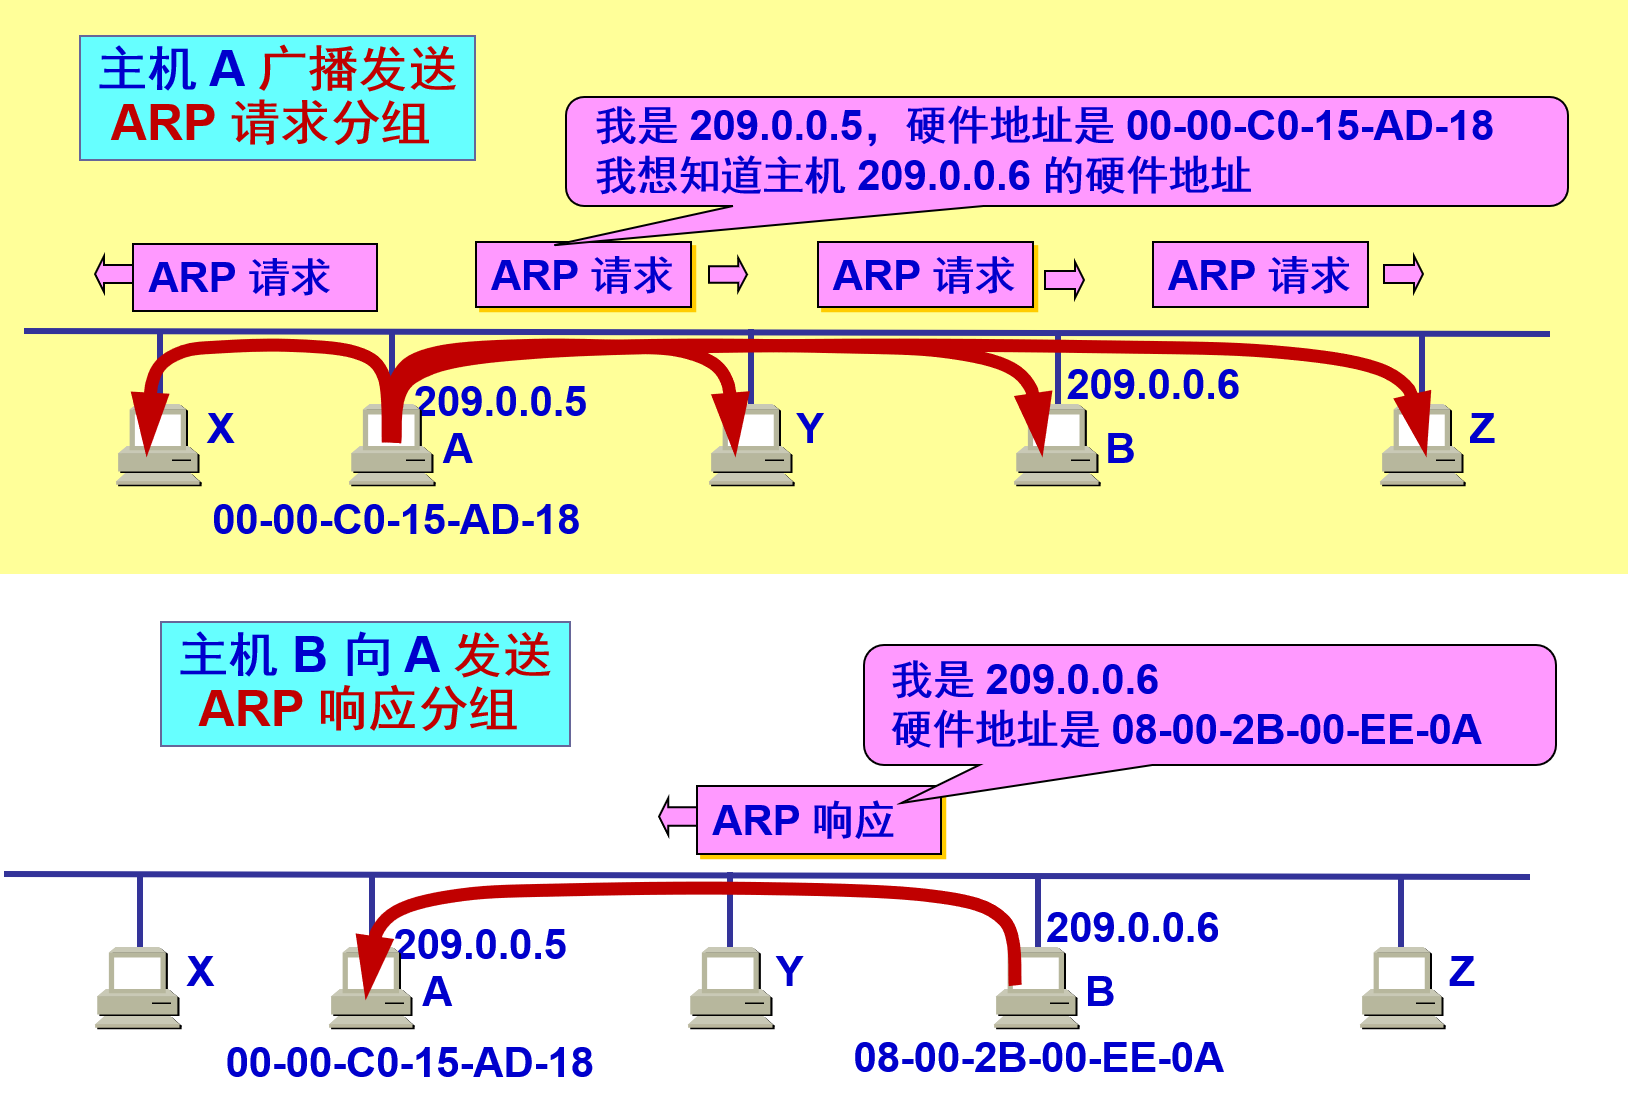 主机 A 广播发送
ARP 请求分组
我是 209.0.0.5，硬件地址是 00-00-C0-15-AD-18
我想知道主机 209.0.0.6 的硬件地址
ARP 请求
ARP 请求
ARP 请求
ARP 请求
209.0.0.5
209.0.0.6
X
A
Y
B
Z
00-00-C0-15-AD-18
主机 B 向 A 发送
ARP 响应分组
我是 209.0.0.6
硬件地址是 08-00-2B-00-EE-0A
ARP 响应
209.0.0.5
209.0.0.6
X
A
Y
B
Z
00-00-C0-15-AD-18
08-00-2B-00-EE-0A